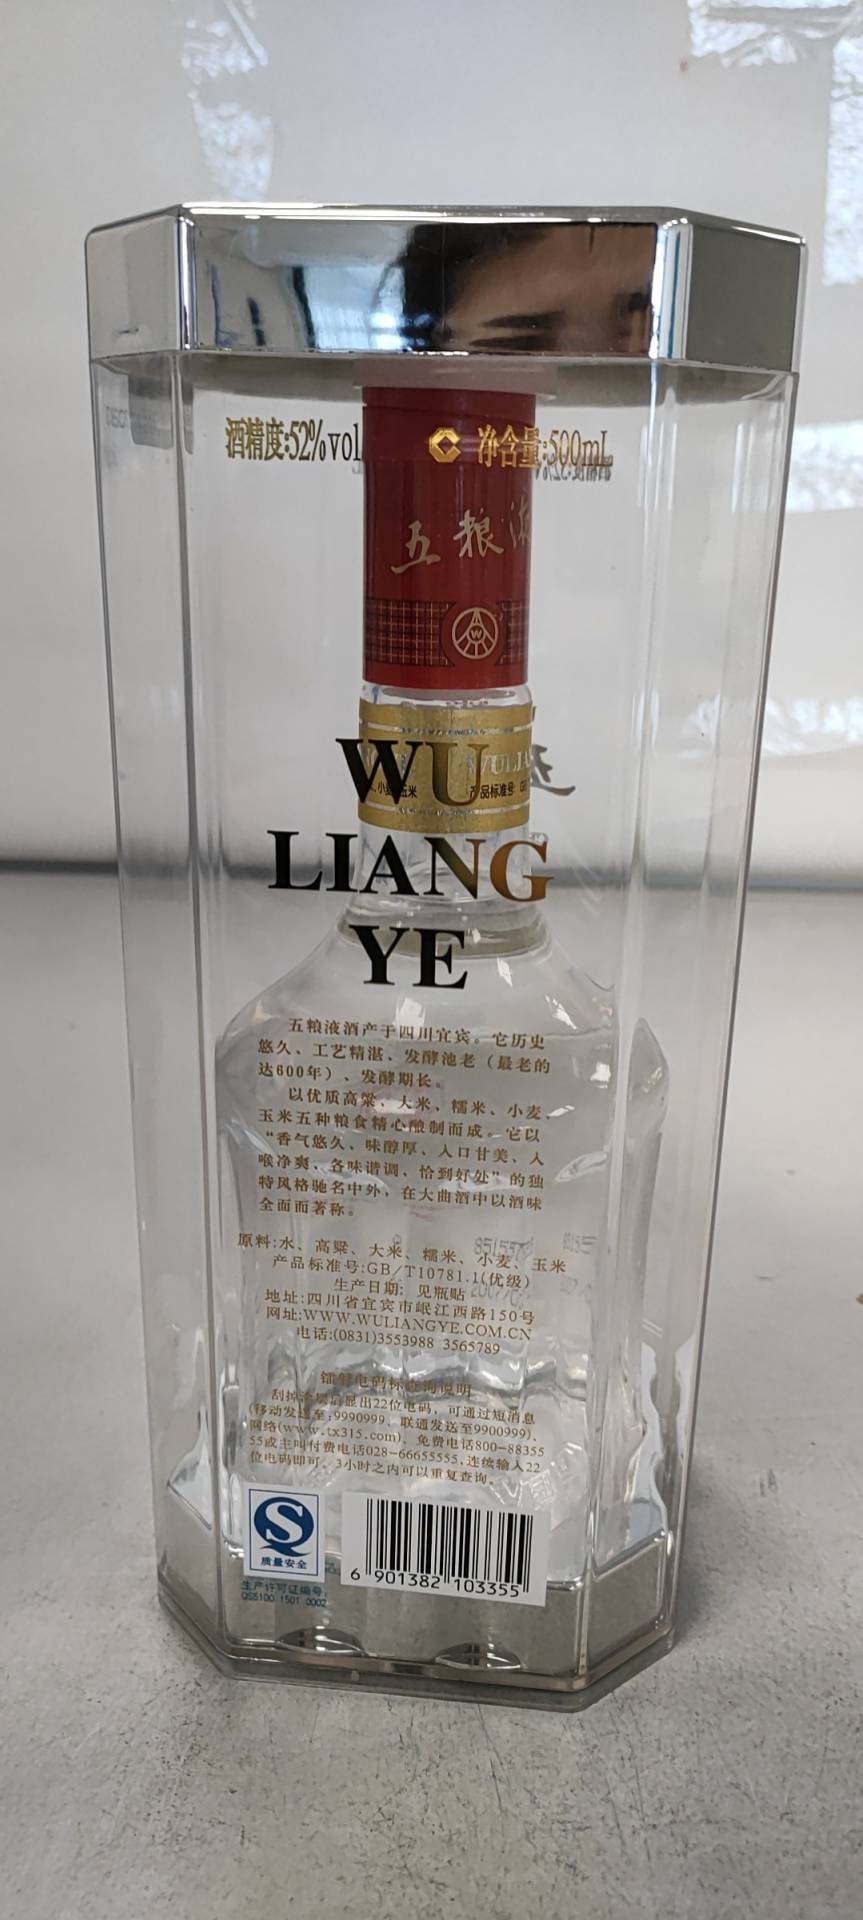 酒精度:52%vol
净含量:500mL
五粮液
WU
LIANG
YE
五粮液酒产于四川宜宾。它历史
悠久、工艺精湛、发酵池老（最老的
达600年）、发酵期长。
以优质高粱、大米、糯米、小麦、
玉米五种粮食精心酿制而成。它以
“香气悠久、味醇厚、入口甘美、入
喉净爽、各味谐调、恰到好处”的独
特风格驰名中外，在大曲酒中以酒味
全面而著称。
原料:水、高粱、大米、糯米、小麦、玉米
产品标准号:GB/T10781.1(优级)
生产日期: 见瓶贴
地址:四川省宜宾市岷江西路150号
网址:WWW.WULIANGYE.COM.CN
电话:(0831)3553988 3565789
镭射电码标查询说明
刮掉涂层后显出22位电码，可通过短消息
(移动发送至:9990999、联通发送至9900999)、
网络(www.tx315.com)、免费电话800-88355
55或主叫付费电话028-66655555,连续输入22
位电码即可。3小时之内可以重复查询。
质量安全
生产许可证编号:
QS5100 1501 0002
6 901382 103355